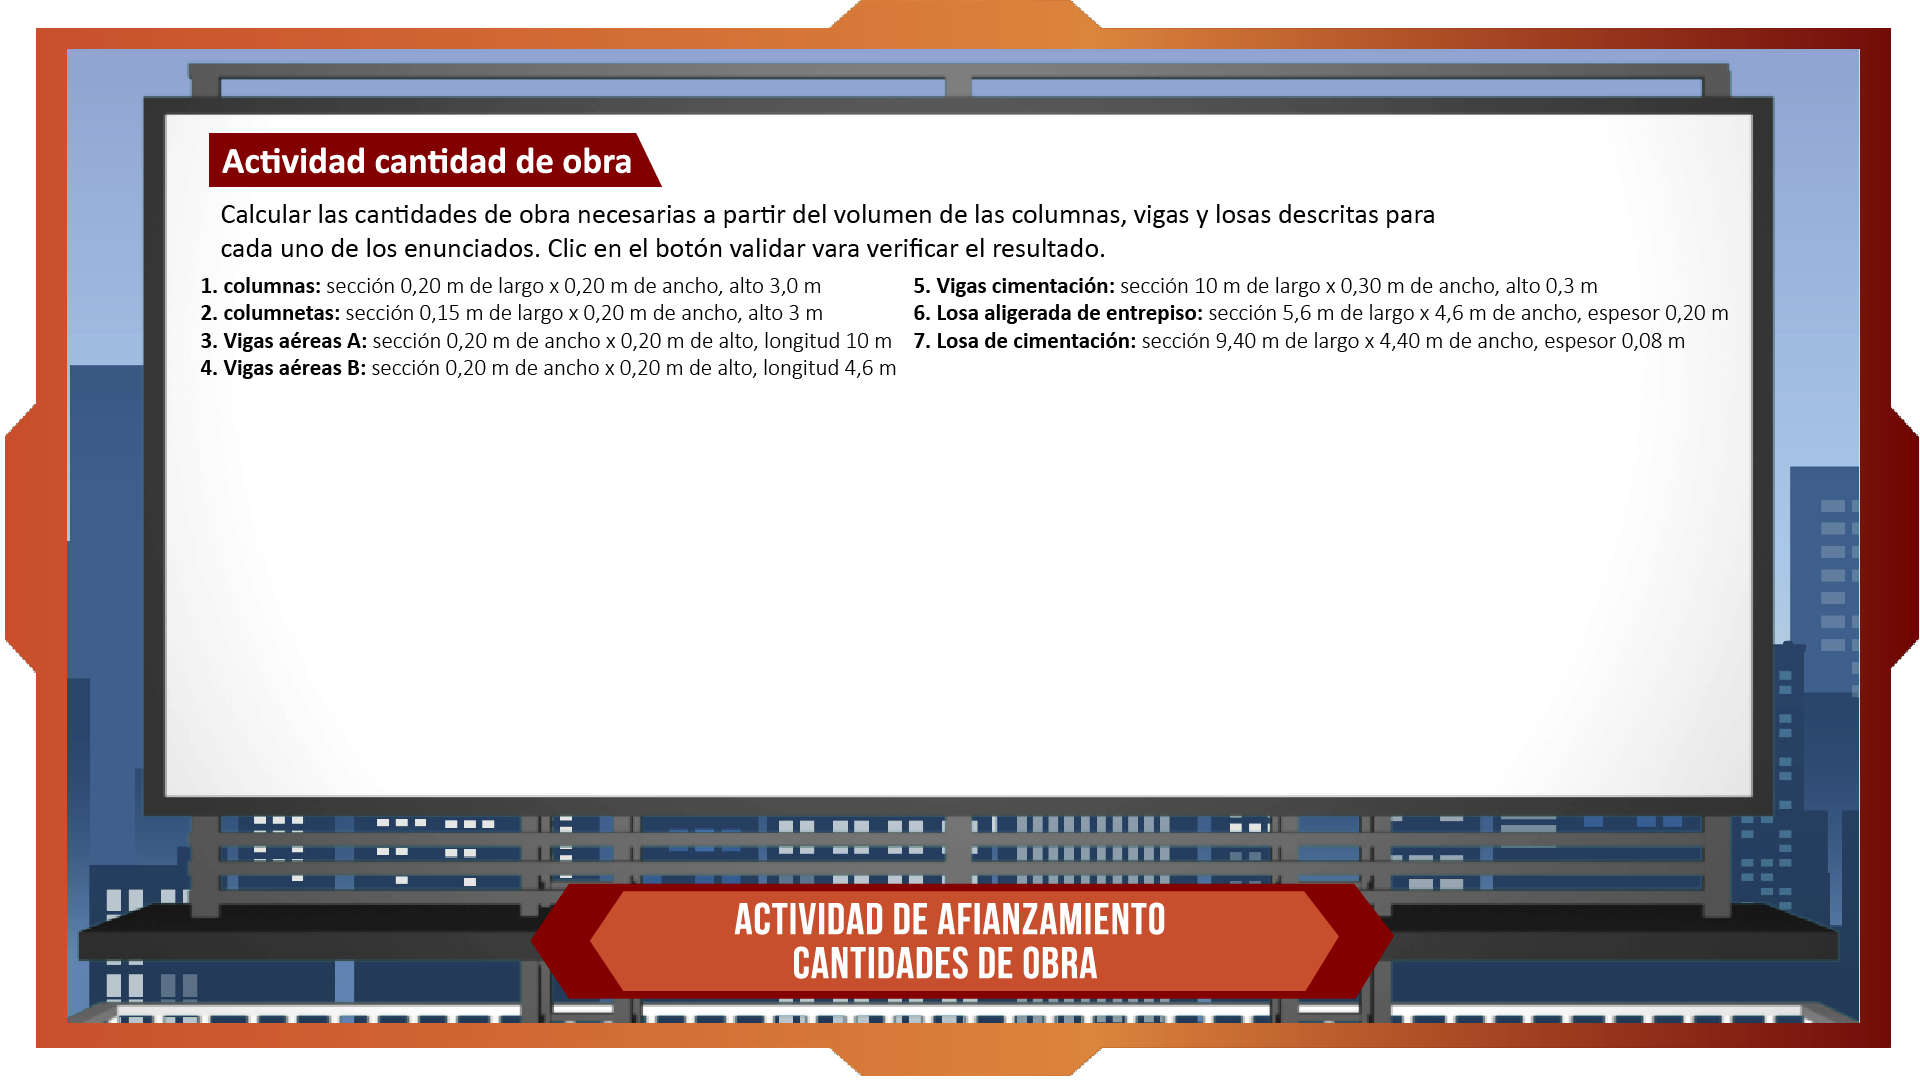 Actividad cantidad de obra
Calcular las cantidades de obra necesarias a partir del volumen de las columnas, vigas y losas descritas para
cada uno de los enunciados. Clic en el botón validar vara verificar el resultado.
1. columnas: sección 0,20 m de largo x 0,20 m de ancho, alto 3,0 m
2. columnetas: sección 0,15 m de largo x 0,20 m de ancho, alto 3 m
3. Vigas aéreas A: sección 0,20 m de ancho x 0,20 m de alto, longitud 10 m
4. Vigas aéreas B: sección 0,20 m de ancho x 0,20 m de alto, longitud 4,6 m
5. Vigas cimentación: sección 10 m de largo x 0,30 m de ancho, alto 0,3 m
6. Losa aligerada de entrepiso: sección 5,6 m de largo x 4,6 m de ancho, espesor 0,20 m
7. Losa de cimentación: sección 9,40 m de largo x 4,40 m de ancho, espesor 0,08 m
ACTIVIDAD DE AFIANZAMIENTO
CANTIDADES DE OBRA